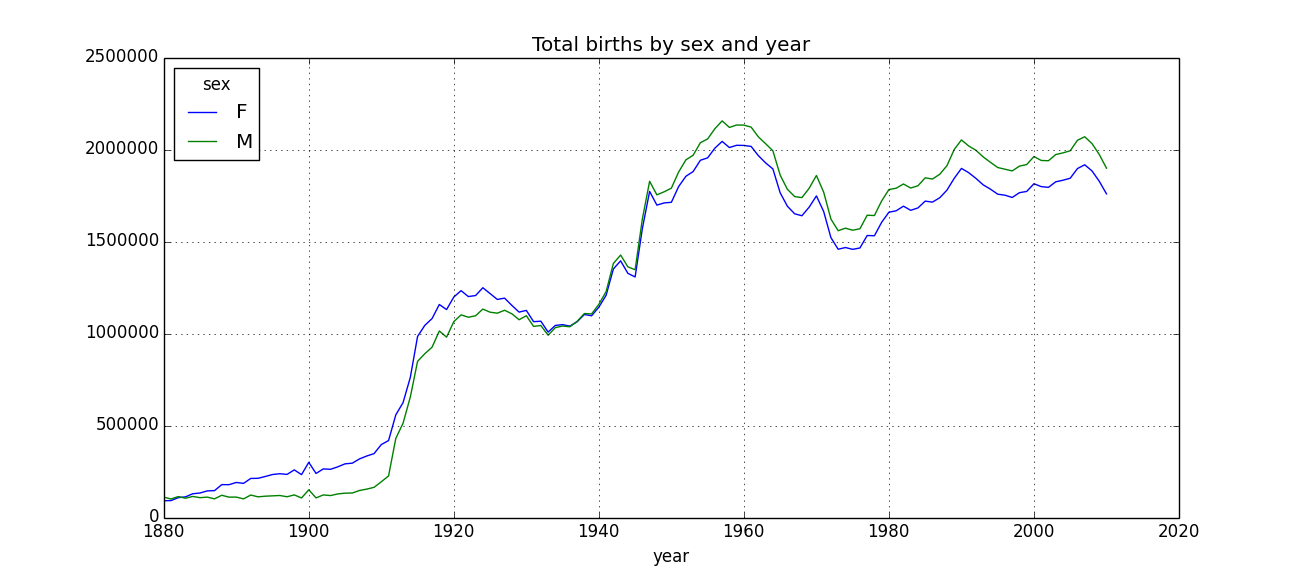 Total births by sex and year
2500000
2000000
1500000
1000000
500000
0
sex
F
M
1880 1900 1920 1940 1960 1980 2000 2020
year